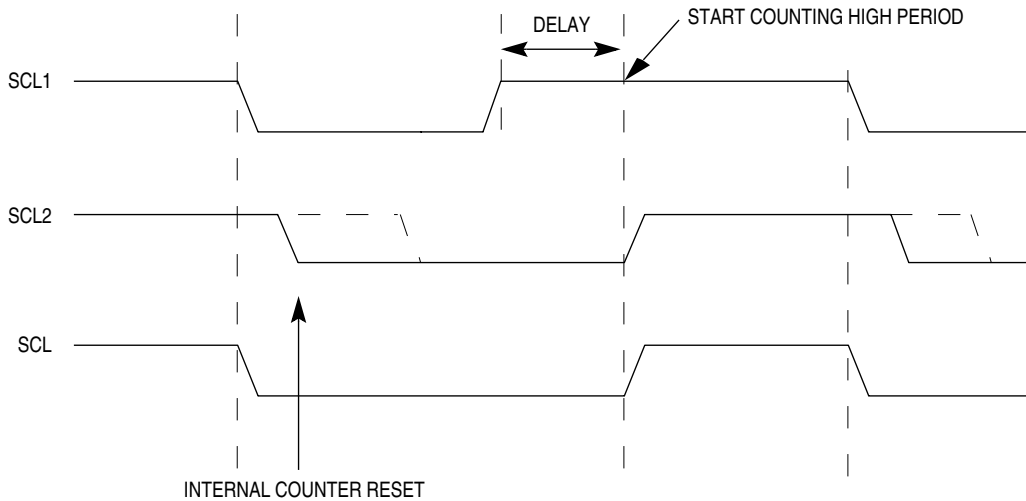 START COUNTING HIGH PERIOD
DELAY
SCL1
SCL2
SCL
INTERNAL COUNTER RESET